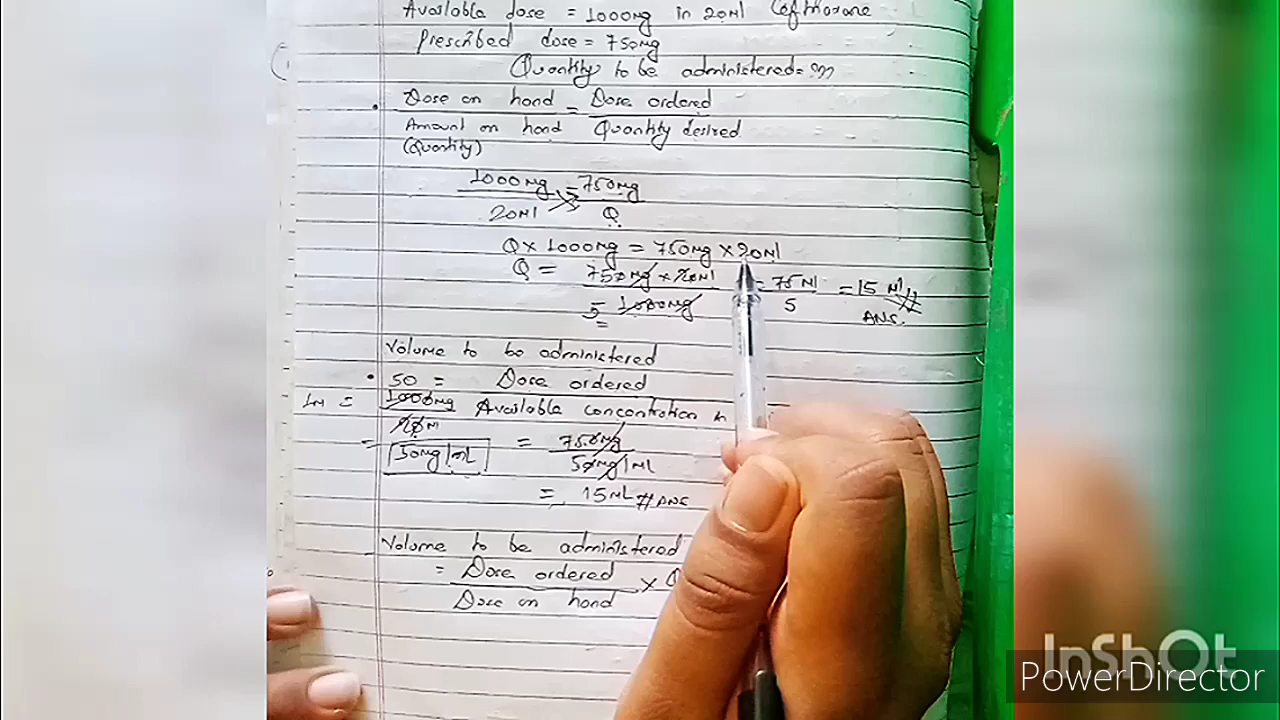 Available dose = 1000mg in 20ml Ceftriaxone
Prescribed dose = 750mg
Quantity to be administered = ???
Dose on hand = Dose ordered
Amount on hand Quantity desired
(Quantity)
1000mg = 750mg
20ml Q
Q × 1000mg = 750mg × 20ml
Q = 750mg × 20ml = 75ml = 15 ml
5 1000mg 5 Ans.
Volume to be administered
50 = Dose ordered
1ml = 1000mg Available concentration in
20ml
= 50mg/mL = 750mg
50mg/ml
= 15mL # Ans
Volume to be administered
= Dose ordered × Q
Dose on hand
InShOt
PowerDirector